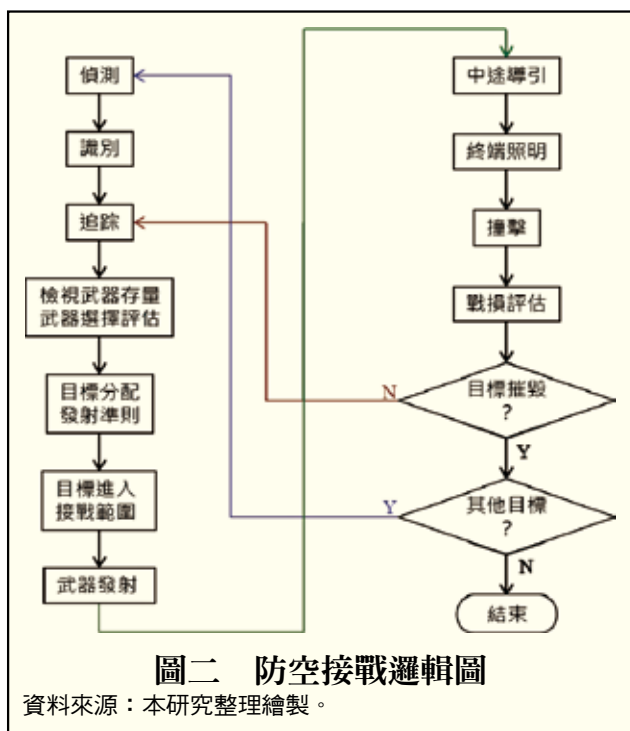 偵測
識別
追踪
檢視武器存量
武器選擇評估
目標分配
發射準則
目標進入
接戰範圍
武器發射
中途導引
終端照明
撞擊
戰損評估
目標摧毀
?
N
Y
其他目標
?
Y
N
結束
圖二 防空接戰邏輯圖
資料來源：本研究整理繪製。